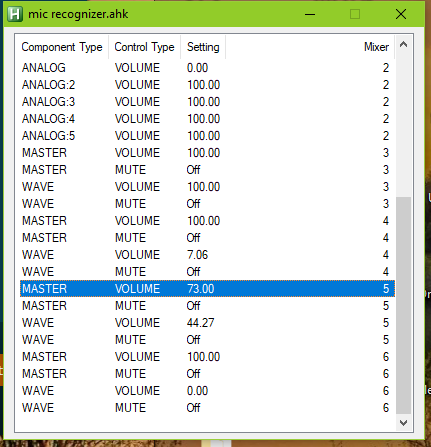 H mic recognizer.ahk
Component Type Control Type Setting Mixer
ANALOG VOLUME 0.00 2
ANALOG:2 VOLUME 100.00 2
ANALOG:3 VOLUME 100.00 2
ANALOG:4 VOLUME 100.00 2
ANALOG:5 VOLUME 100.00 2
MASTER VOLUME 100.00 3
MASTER MUTE Off 3
WAVE VOLUME 100.00 3
WAVE MUTE Off 3
MASTER VOLUME 100.00 4
MASTER MUTE Off 4
WAVE VOLUME 7.06 4
WAVE MUTE Off 4
MASTER VOLUME 73.00 5
MASTER MUTE Off 5
WAVE VOLUME 44.27 5
WAVE MUTE Off 5
MASTER VOLUME 100.00 6
MASTER MUTE Off 6
WAVE VOLUME 0.00 6
WAVE MUTE Off 6